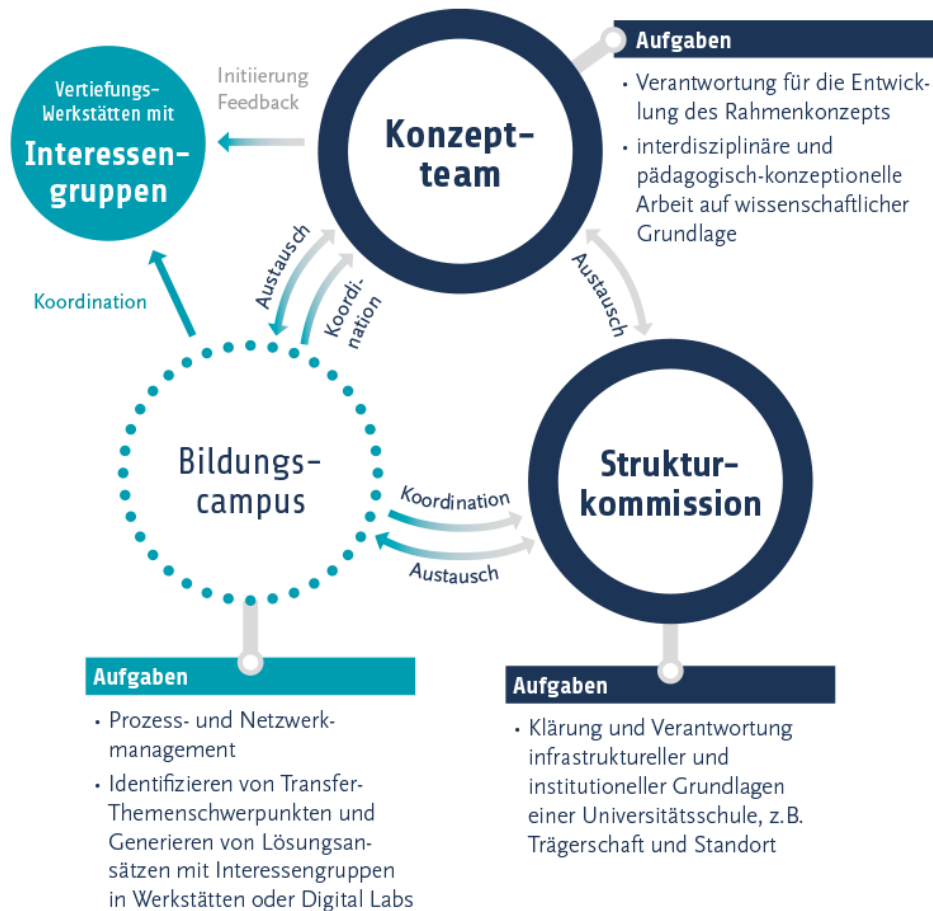 Vertiefungs-
Werkstätten mit
Interessen-
gruppen
Initiierung
Feedback
Konzept-
team
Aufgaben
• Verantwortung für die Entwick-
lung des Rahmenkonzepts
• interdisziplinäre und
pädagogisch-konzeptionelle
Arbeit auf wissenschaftlicher
Grundlage
Koordination
Austausch
Koordi-
nation
Austausch
Bildungs-
campus
Koordination
Austausch
Struktur-
kommission
Aufgaben
• Prozess- und Netzwerk-
management
• Identifizieren von Transfer-
Themenschwerpunkten und
Generieren von Lösungsan-
sätzen mit Interessengruppen
in Werkstätten oder Digital Labs
Aufgaben
• Klärung und Verantwortung
infrastruktureller und
institutioneller Grundlagen
einer Universitätsschule, z.B.
Trägerschaft und Standort